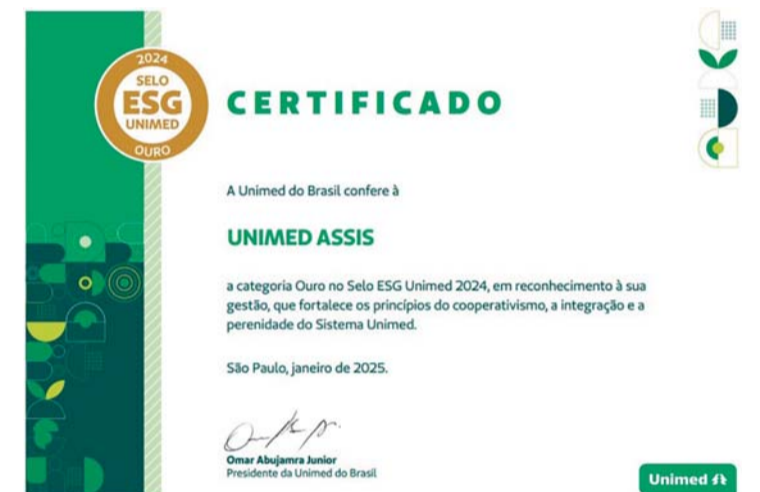 2024
SELO
ESG
UNIMED
OURO
CERTIFICADO
A Unimed do Brasil confere à
UNIMED ASSIS
a categoria Ouro no Selo ESG Unimed 2024, em reconhecimento à sua
gestão, que fortalece os princípios do cooperativismo, a integração e a
perenidade do Sistema Unimed.
São Paulo, janeiro de 2025.
Omar Abujamra Junior
Presidente da Unimed do Brasil
Unimed